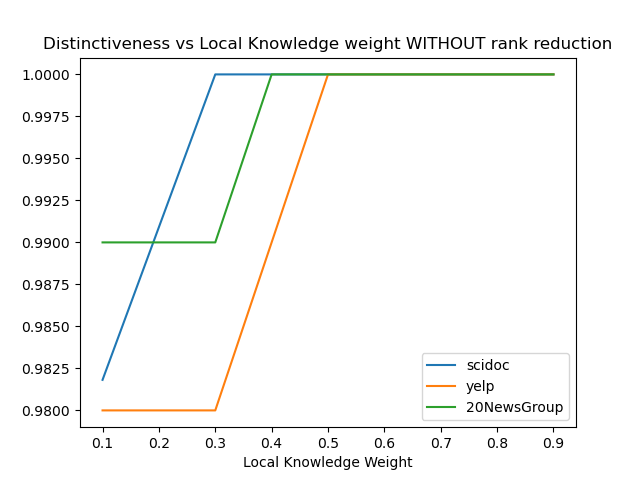 Distinctiveness vs Local Knowledge weight WITHOUT rank reduction
1.0000
0.9975
0.9950
0.9925
0.9900
0.9875
0.9850
0.9825
0.9800
scidoc
yelp
20NewsGroup
0.1 0.2 0.3 0.4 0.5 0.6 0.7 0.8 0.9
Local Knowledge Weight